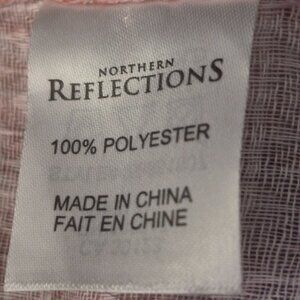 NORTHERN
REFLECTIONS
100% POLYESTER
MADE IN CHINA
FAIT EN CHINE